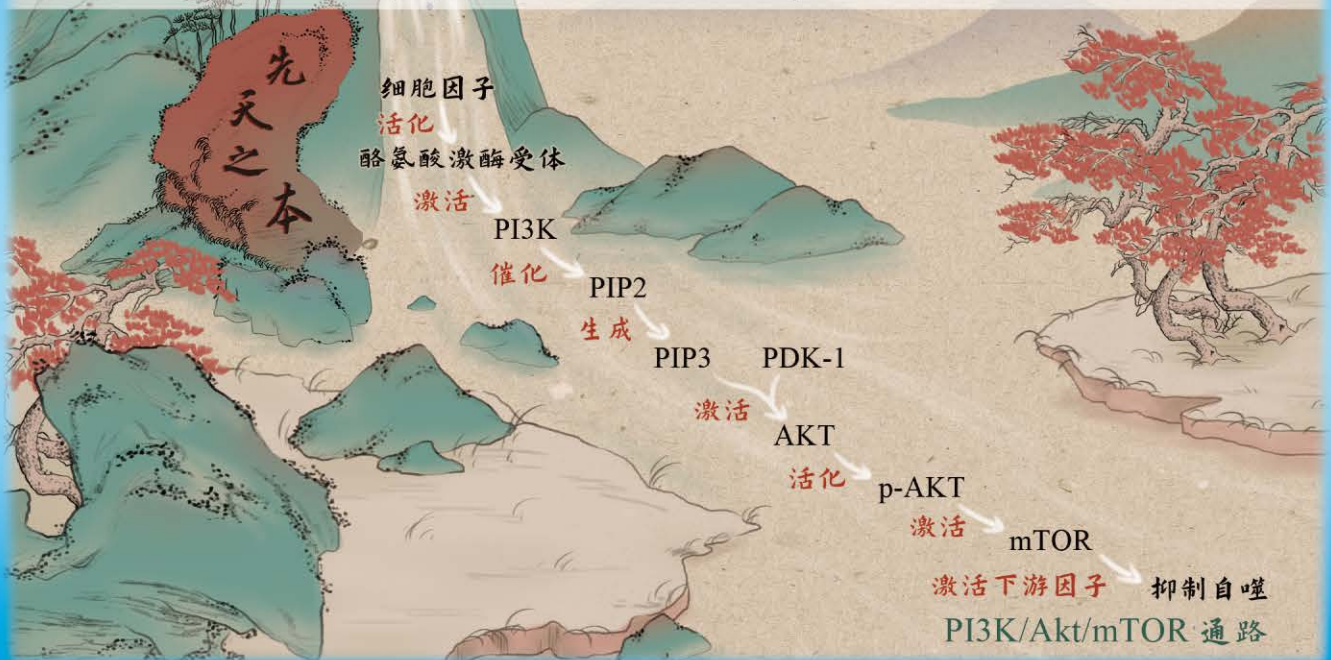 先天之本
细胞因子
活化
酪氨酸激酶受体
激活
PI3K
催化
PIP2
生成
PIP3 PDK-1
激活
AKT
活化
p-AKT
激活
mTOR
激活下游因子 抑制自噬
PI3K/Akt/mTOR 通路